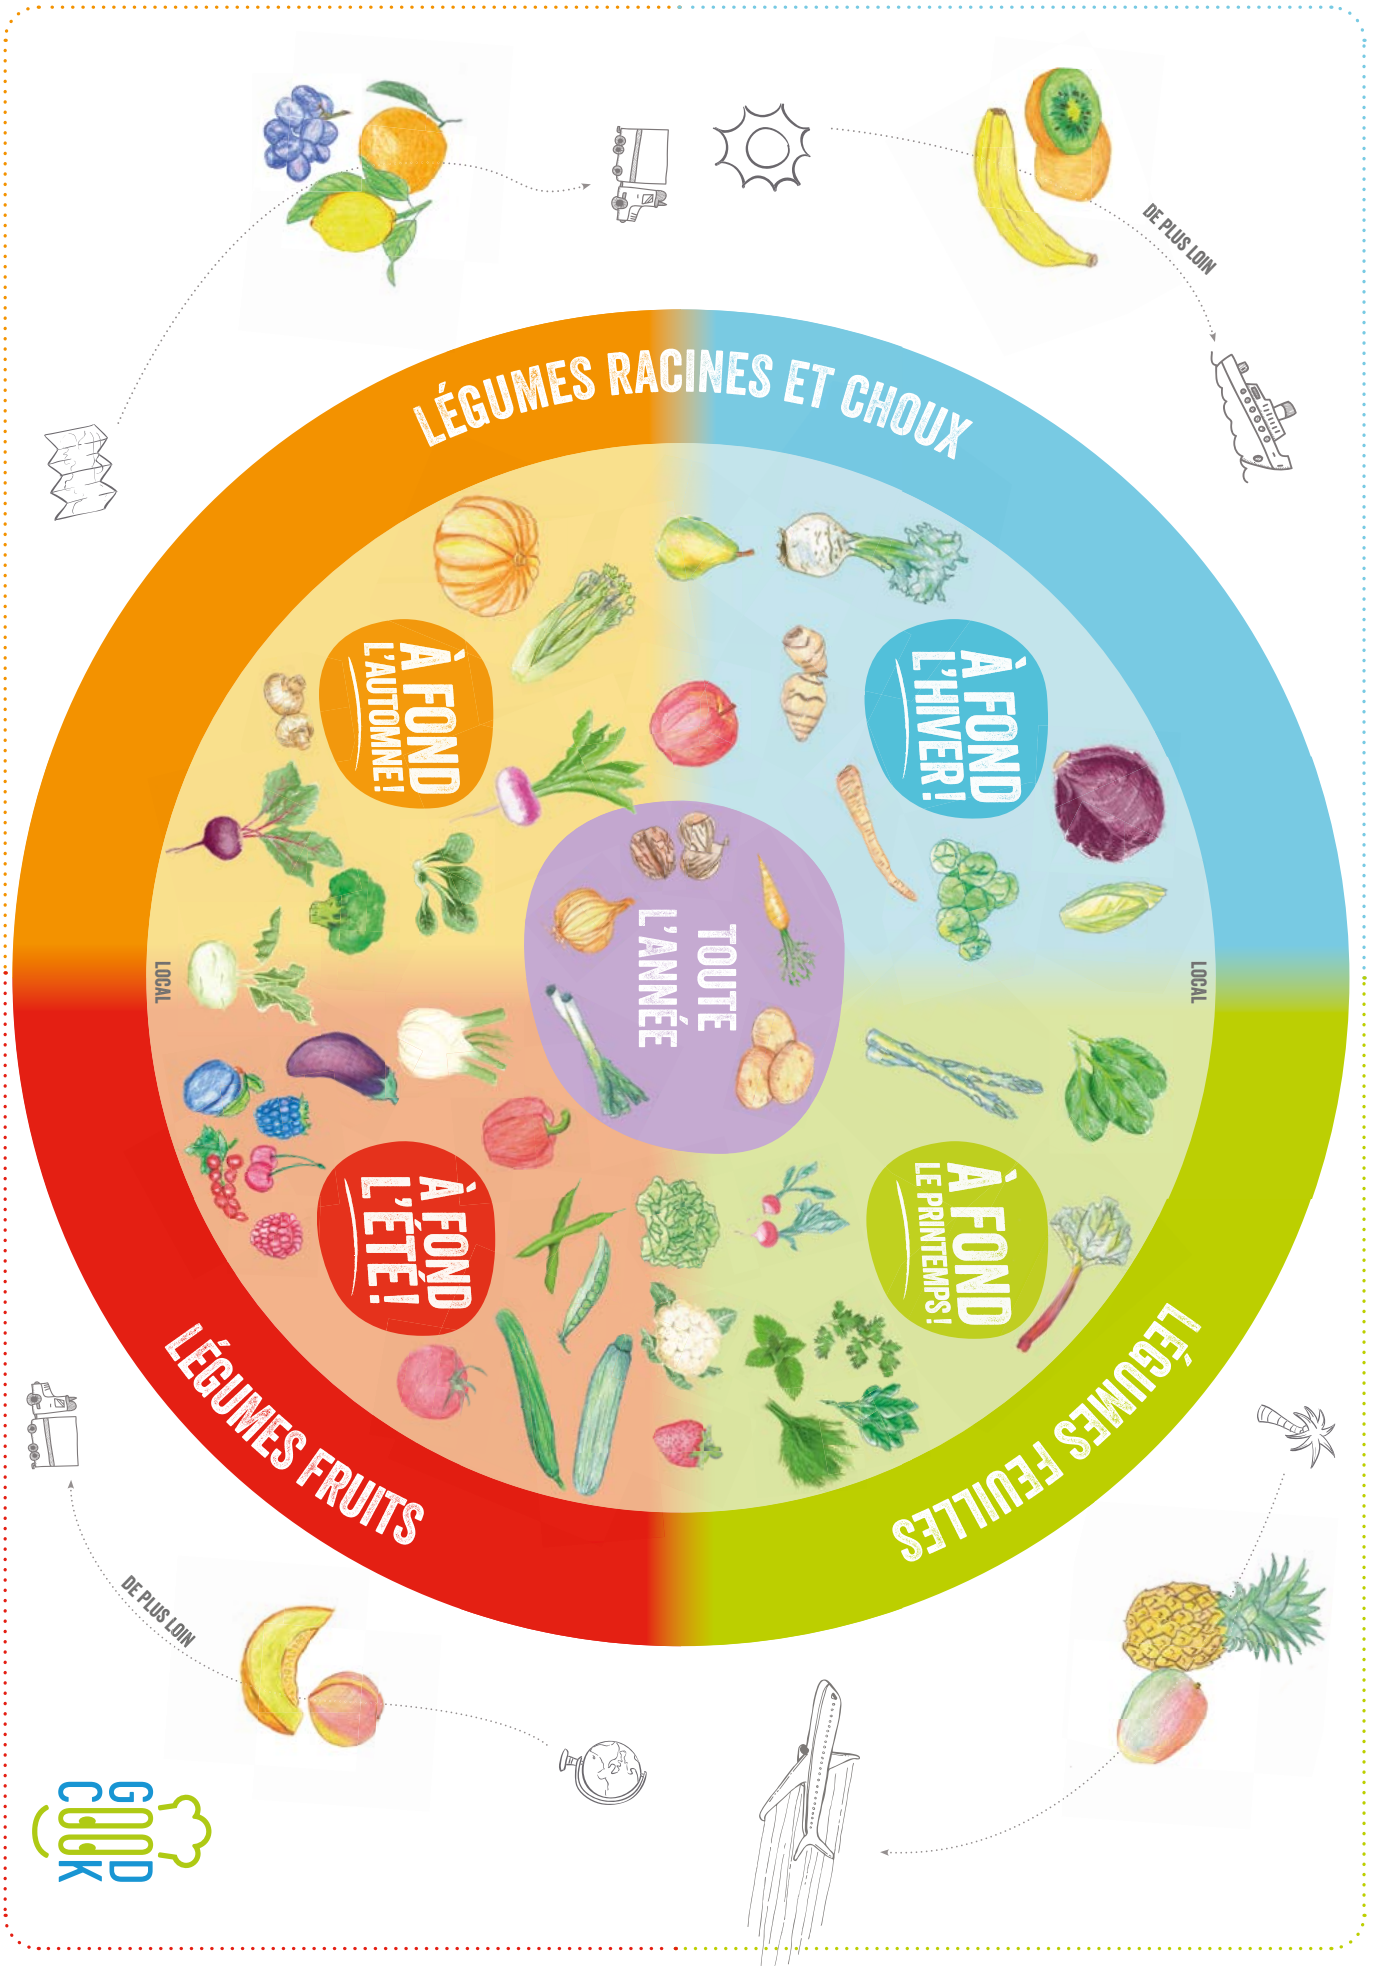 DE PLUS LOIN
LÉGUMES RACINES ET CHOUX
À FOND
L'AUTOMNE !
À FOND
L'HIVER !
TOUTE
L'ANNÉE
LOCAL
LOCAL
À FOND
L'ÉTÉ !
À FOND
LE PRINTEMPS !
LÉGUMES FRUITS
LÉGUMES FEUILLES
DE PLUS LOIN
GOOD
COOK